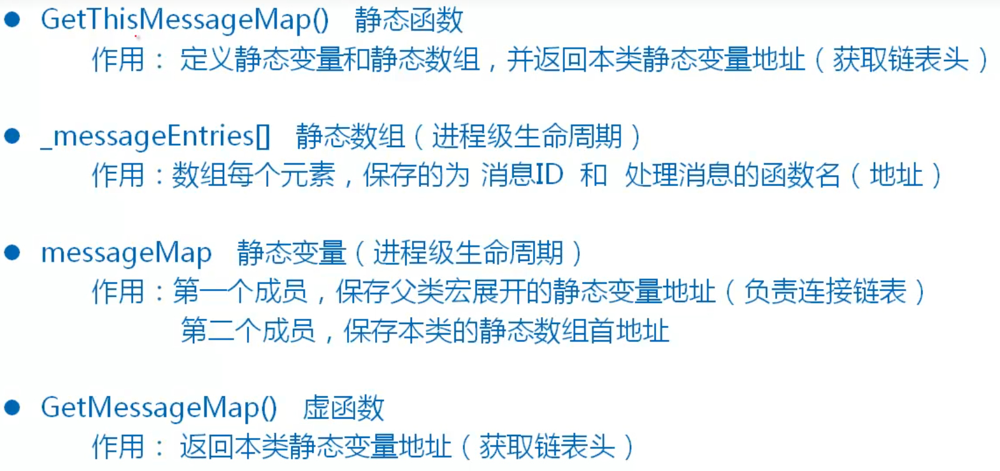 ● GetThisMessageMap() 静态函数
作用： 定义静态变量和静态数组，并返回本类静态变量地址（获取链表头）
● _messageEntries[] 静态数组（进程级生命周期）
作用：数组每个元素，保存的为 消息ID 和 处理消息的函数名（地址）
● messageMap 静态变量（进程级生命周期）
作用：第一个成员，保存父类宏展开的静态变量地址（负责连接链表）
第二个成员，保存本类的静态数组首地址
● GetMessageMap() 虚函数
作用： 返回本类静态变量地址（获取链表头）